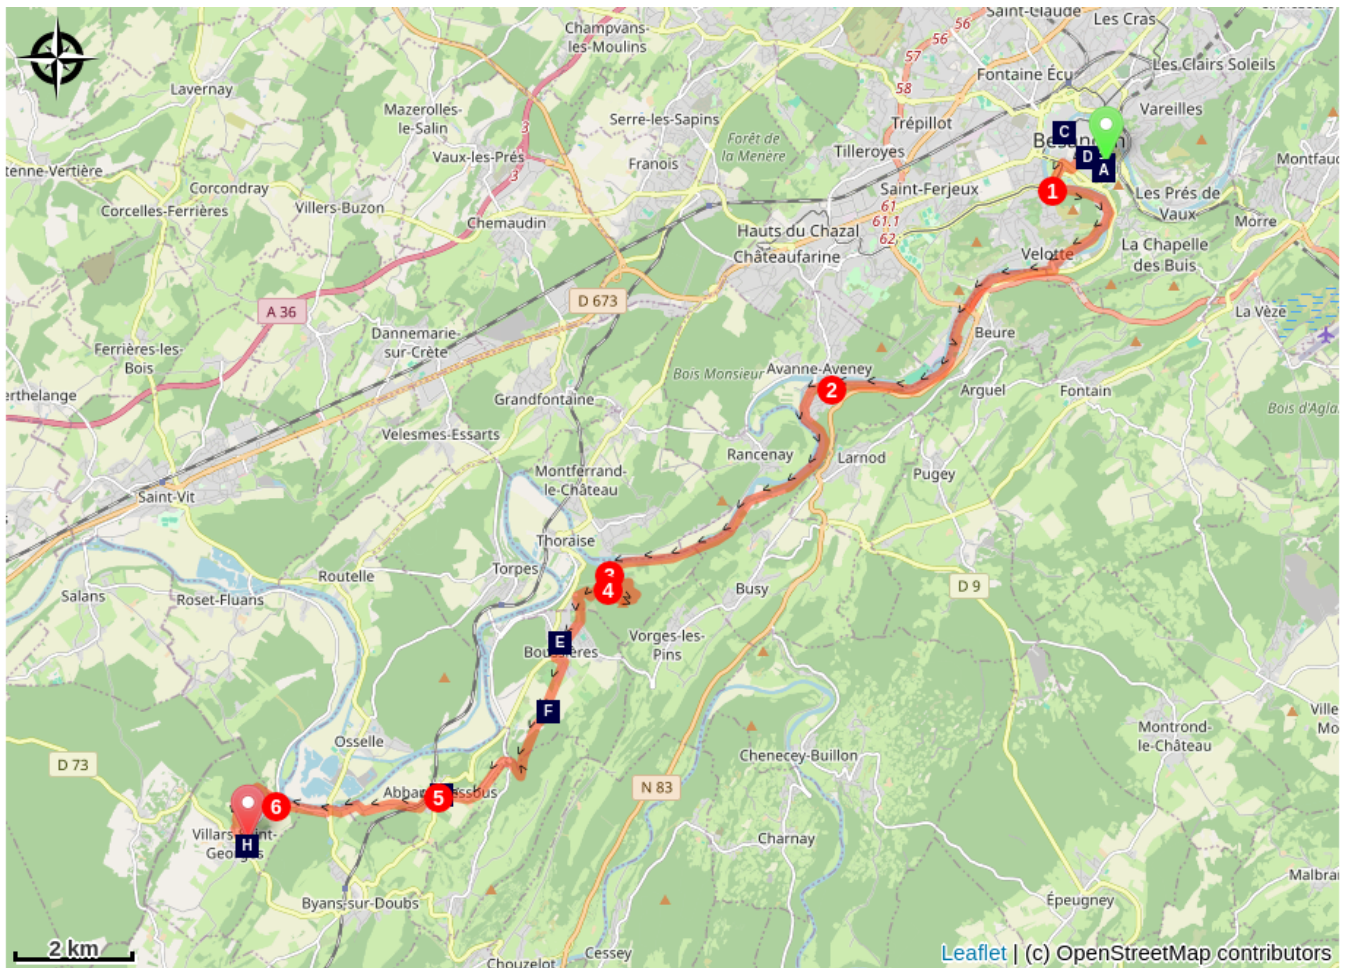 Saint-Claude
Les Cras
56
56
Champvans-
les-Moulins
57
Les Clairs Soleils
Fontaine Écu
58
Lavernay
Mazerolles-
le-Salin
Vareilles
Serre-les-Sapins
Trépillot
3
C
Forêt de
la Menère
Vaux-les-Prés
Tilleroyes
D
Montfauc
Franois
A
3
Corcondray
Saint-Ferjeux
1
Les Prés de
Vaux
Corcelles-Ferrières
Villers-Buzon
61
61.1
Chemaudin
Morre
Hauts du Chazal
62
Velotte
La Chapelle
des Buis
Châteaufarine
D 673
A 36
La Vèze
Dannemarie-
sur-Crète
Beure
Ferrières-les-
Bois
Avanne-Aveney
Bois Monsieur
2
Arguel
Fontain
Grandfontaine
Velesmes-Essarts
Rancenay
Larnod
Pugey
Montferrand-
le-Château
Saint-Vit
Thoraise
Torpes
Routelle
3
4
Busy
D 9
Salans
Roset-Fluans
E
Vorges-les-
Pins
F
Montrond-
le-Château
Osselle
Chenecey-Buillon
D 73
N 83
5
6
H
Charnay
Byans-sur-Doubs
Épeugney
2 km
Cessey
Chouzelot
Leaflet | (c) OpenStreetMap contributors